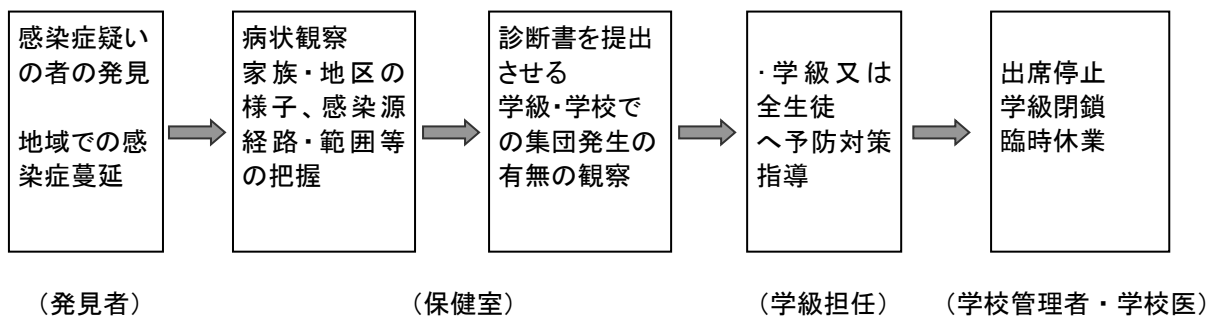 感染症疑い
の者の発見
地域での感
染症蔓延
病状観察
家族・地区の
様子、感染源
経路・範囲等
の把握
診断書を提出
させる
学級・学校で
の集団発生の
有無の観察
・学級又は
全生徒
へ予防対策
指導
出席停止
学級閉鎖
臨時休業
（発見者）
（保健室）
（学級担任）
（学校管理者・学校医）